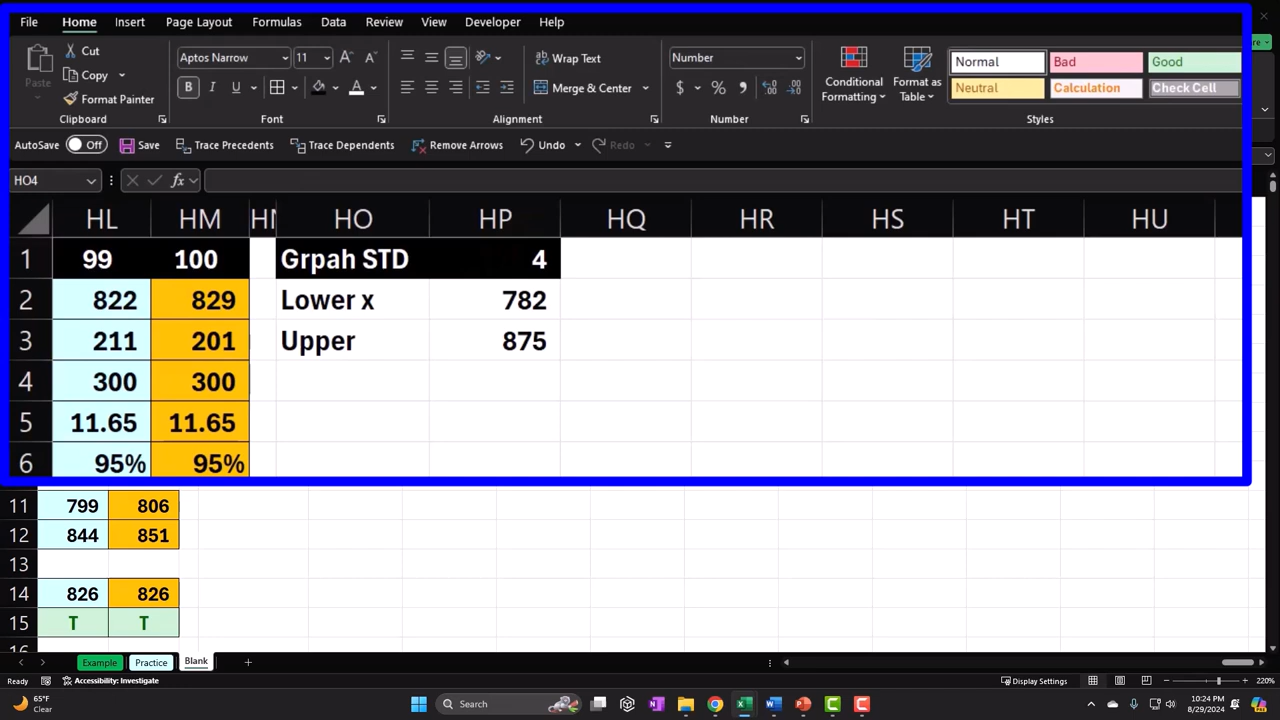 File Home Insert Page Layout Formulas Data Review View Developer Help
Cut
Copy
Format Painter
Paste
Clipboard
Aptos Narrow 11
B I U
Font
Wrap Text
Merge & Center
Alignment
Number
$ % 9
Number
Conditional Formatting
Format as Table
Normal Bad Good
Neutral Calculation Check Cell
Styles
AutoSave Off Save Trace Precedents Trace Dependents Remove Arrows Undo Redo
HO4 fx
HL HM HO HP HQ HR HS HT HU
1 99 100 Grpah STD 4
2 822 829 Lower x 782
3 211 201 Upper 875
4 300 300
5 11.65 11.65
6 95% 95%
11 799 806
12 844 851
13
14 826 826
15 T T
16
Example Practice Blank
Ready Accessibility: Investigate Display Settings 220%
65°F
Clear
Search
10:24 PM
8/29/2024